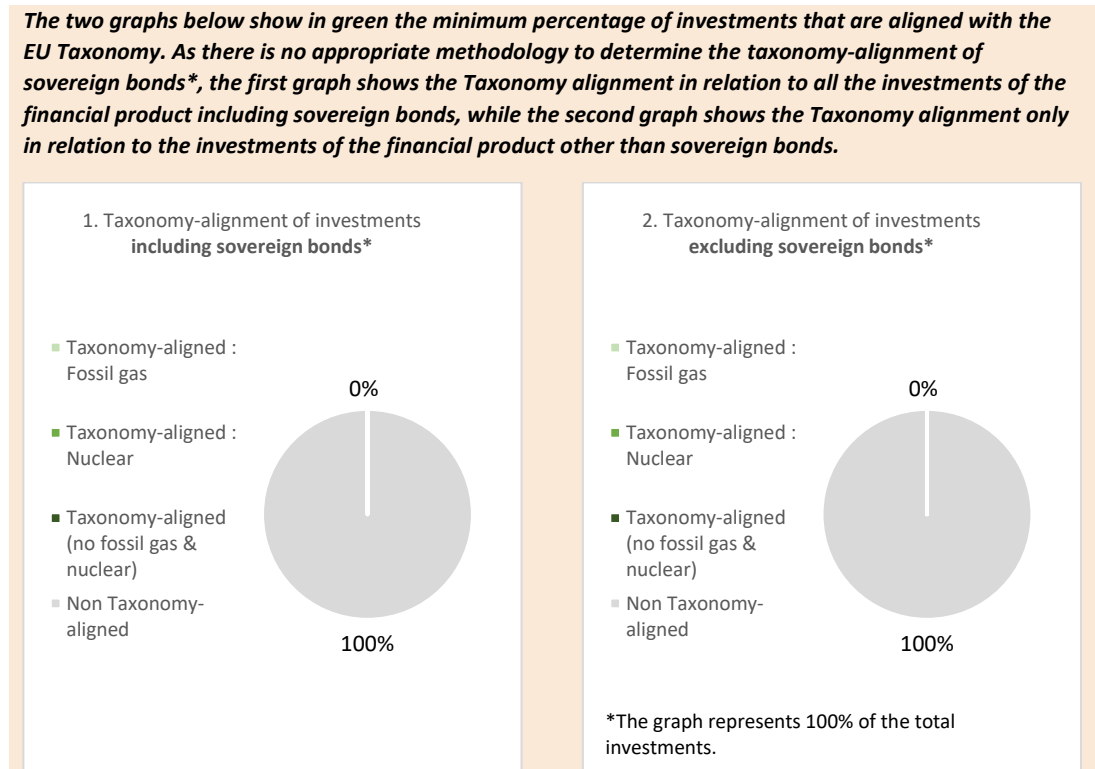 The two graphs below show in green the minimum percentage of investments that are aligned with the
EU Taxonomy. As there is no appropriate methodology to determine the taxonomy-alignment of
sovereign bonds*, the first graph shows the Taxonomy alignment in relation to all the investments of the
financial product including sovereign bonds, while the second graph shows the Taxonomy alignment only
in relation to the investments of the financial product other than sovereign bonds.
1. Taxonomy-alignment of investments
including sovereign bonds*
Taxonomy-aligned :
Fossil gas
Taxonomy-aligned :
Nuclear
Taxonomy-aligned
(no fossil gas &
nuclear)
Non Taxonomy-
aligned
0%
100%
2. Taxonomy-alignment of investments
excluding sovereign bonds*
Taxonomy-aligned :
Fossil gas
Taxonomy-aligned :
Nuclear
Taxonomy-aligned
(no fossil gas &
nuclear)
Non Taxonomy-
aligned
0%
100%
*The graph represents 100% of the total
investments.